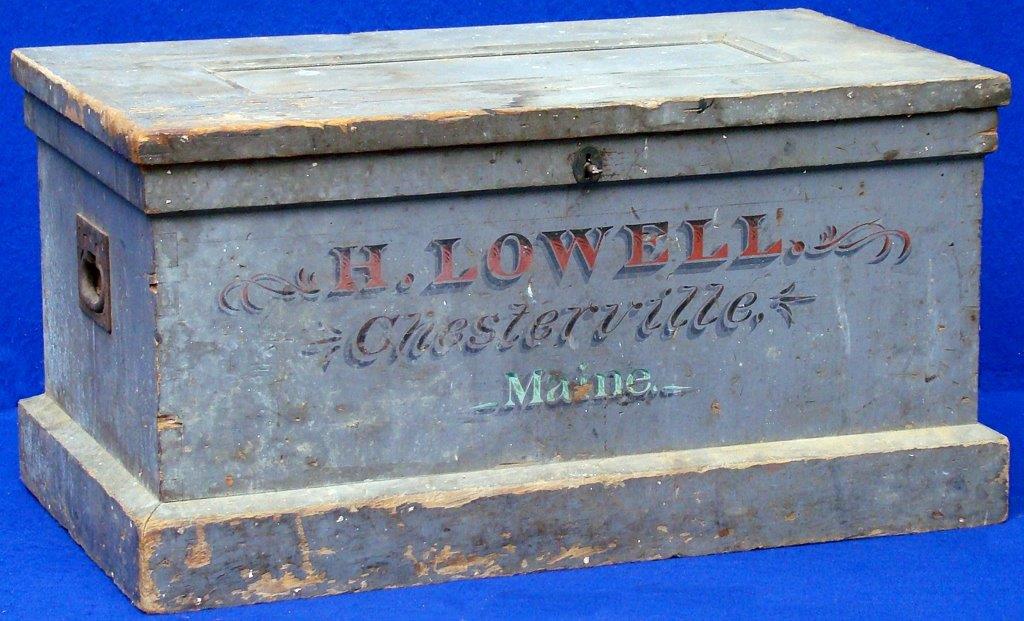 H. LOWELL.
Chesterville,
Maine.